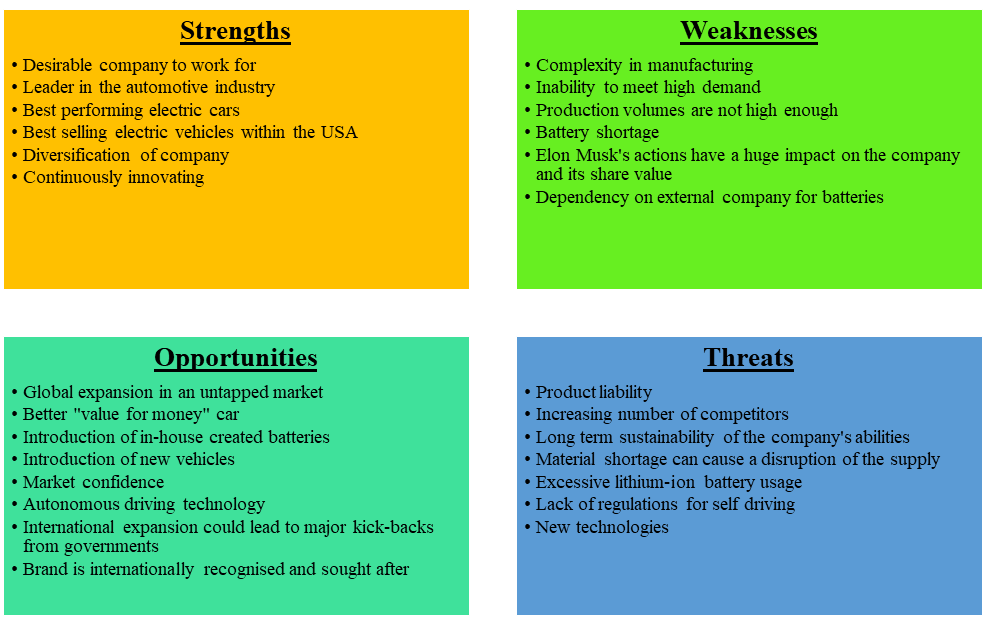 Strengths
• Desirable company to work for
• Leader in the automotive industry
• Best performing electric cars
• Best selling electric vehicles within the USA
• Diversification of company
• Continuously innovating
Weaknesses
• Complexity in manufacturing
• Inability to meet high demand
• Production volumes are not high enough
• Battery shortage
• Elon Musk's actions have a huge impact on the company
and its share value
• Dependency on external company for batteries
Opportunities
• Global expansion in an untapped market
• Better "value for money" car
• Introduction of in-house created batteries
• Introduction of new vehicles
• Market confidence
• Autonomous driving technology
• International expansion could lead to major kick-backs
from governments
• Brand is internationally recognised and sought after
Threats
• Product liability
• Increasing number of competitors
• Long term sustainability of the company's abilities
• Material shortage can cause a disruption of the supply
• Excessive lithium-ion battery usage
• Lack of regulations for self driving
• New technologies